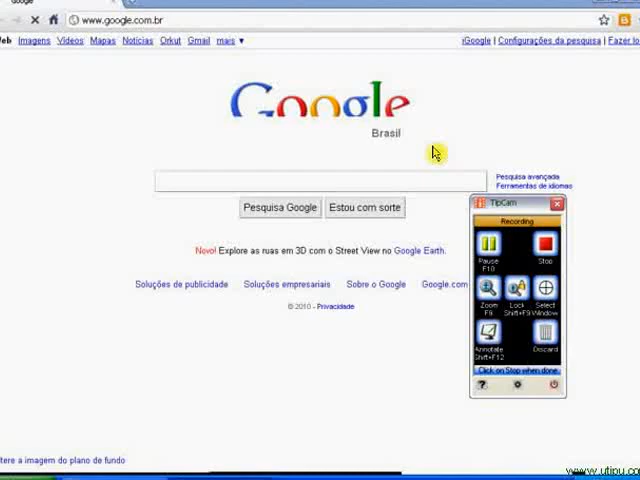 Google
www.google.com.br
Web Imagens Vídeos Mapas Notícias Orkut Gmail mais ▼
iGoogle | Configurações da pesquisa | Fazer lo
Google
Brasil
Pesquisa avançada
Ferramentas de idiomas
Pesquisa Google
Estou com sorte
TipCam
Recording
Pause
F10
Stop
Zoom
F9
Lock
Shift+F9
Select
Window
Annotate
Shift+F12
Discard
Click on Stop when done.
Novo! Explore as ruas em 3D com o Street View no Google Earth.
Soluções de publicidade
Soluções empresariais
Sobre o Google
Google.com
© 2010 - Privacidade
tere a imagem do plano de fundo
www.utipu.com